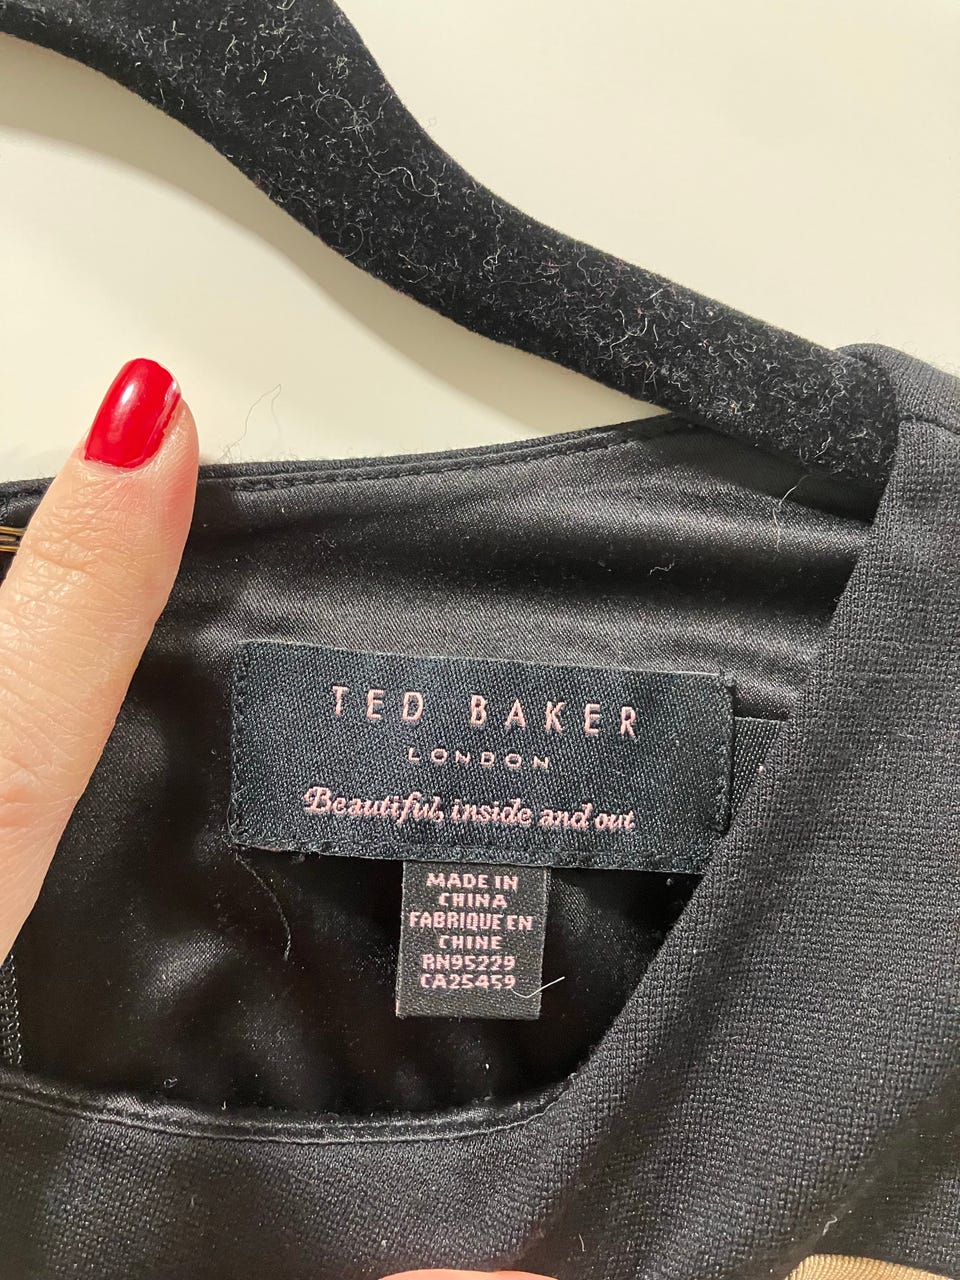 TED BAKER
LONDON
Beautiful, inside and out
MADE IN
CHINA
FABRIQUE EN
CHINE
RN95229
CA25459